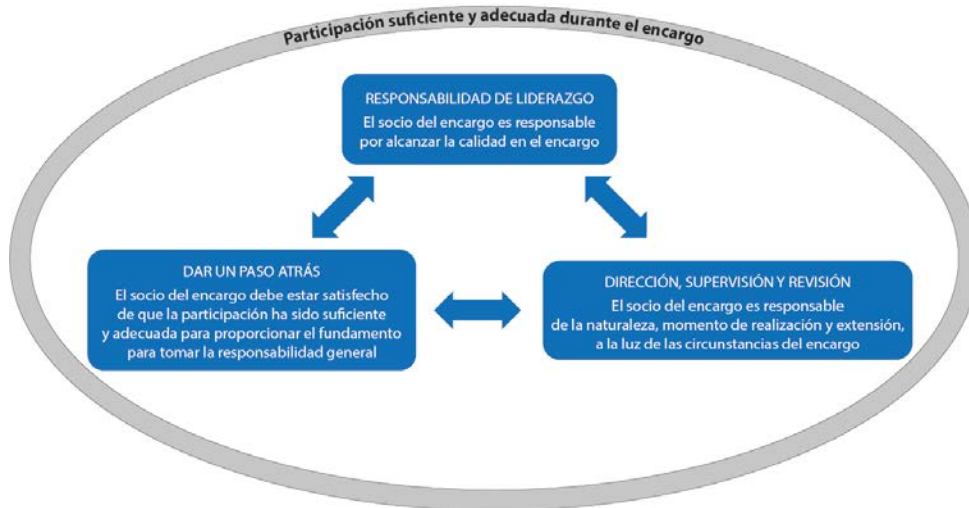 Participación suficiente y adecuada durante el encargo
RESPONSABILIDAD DE LIDERAZGO
El socio del encargo es responsable
por alcanzar la calidad en el encargo
DAR UN PASO ATRÁS
El socio del encargo debe estar satisfecho
de que la participación ha sido suficiente
y adecuada para proporcionar el fundamento
para tomar la responsabilidad general
DIRECCIÓN, SUPERVISIÓN Y REVISIÓN
El socio del encargo es responsable
de la naturaleza, momento de realización y extensión,
a la luz de las circunstancias del encargo